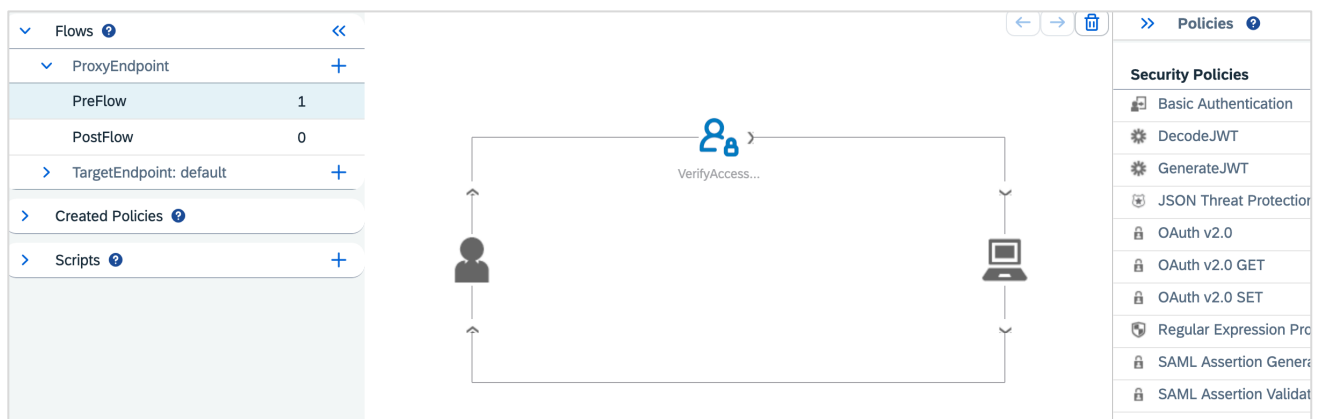 Flows
ProxyEndpoint
PreFlow 1
PostFlow 0
TargetEndpoint: default
Created Policies
Scripts
VerifyAccess...
Policies
Security Policies
Basic Authentication
DecodeJWT
GenerateJWT
JSON Threat Protection
OAuth v2.0
OAuth v2.0 GET
OAuth v2.0 SET
Regular Expression Pro
SAML Assertion Genera
SAML Assertion Validat